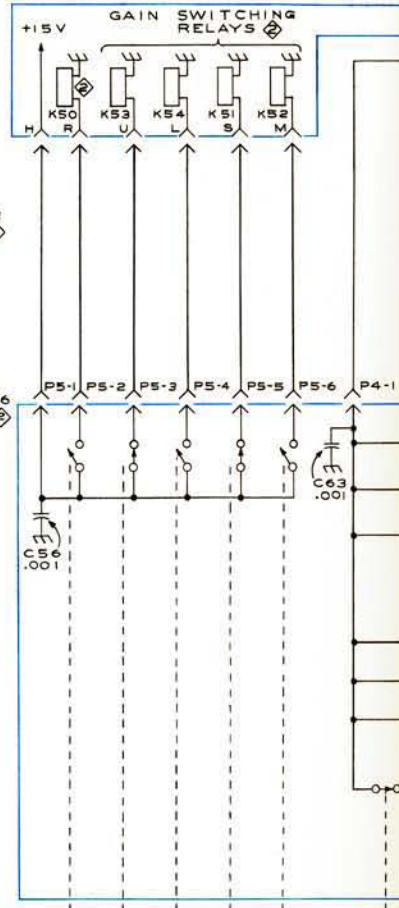 GAIN SWITCHING
RELAYS 2
+15V
2
K50 K53 K54 K51 K52
H R U L S M
P5-1 P5-2 P5-3 P5-4 P5-5 P5-6 P4-1
6
C56
.001
C63
.001